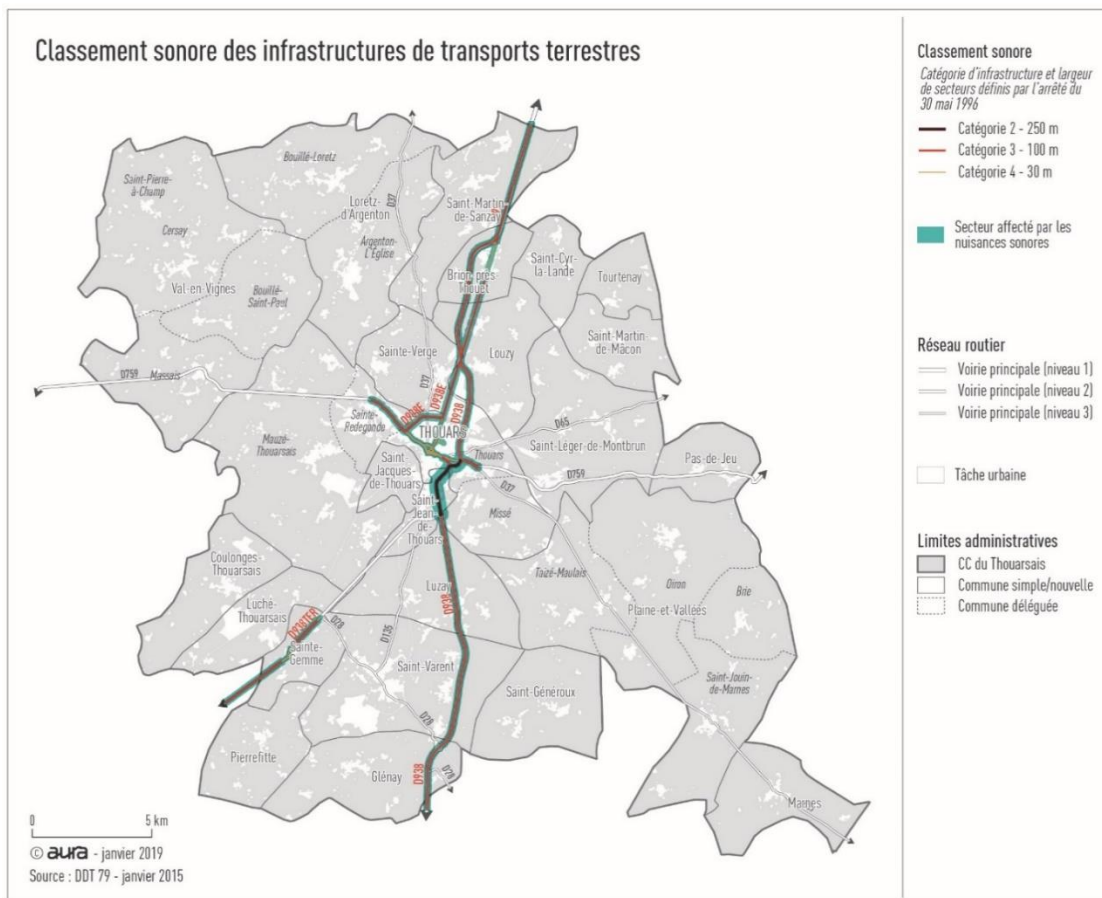 Classement sonore des infrastructures de transports terrestres
Bouillé-Loretz
Saint-Pierre-
à-Champ
Cersay
Loretz-
d'Argenton
D37
Argenton-
L'Église
Saint-Martin-
de-Sanzay
Val-en-Vignes
Bouillé-
Saint-Paul
Brion-près-
Thouet
Saint-Cyr-
la-Lande
Tourtenay
Saint-Martin-
de-Mâcon
Sainte-Verge
Louzy
D759
Massais
D37
D938E
D938E
D938
Sainte-
Radegonde
THOUARS
Thouars
D65
Mauzé-
Thouarsais
Saint-
Jacques-
de-Thouars
Saint-Léger-de-Montbrun
Pas-de-Jeu
D759
D37
Saint-
Jean-
de-
Thouars
Missé
Coulonges-
Thouarsais
Luzay
D938
Taizé-Maulais
Oiron
Brie
Plaine-et-Vallées
Luché-
Thouarsais
D938TER
D28
D135
Sainte-
Gemme
Saint-Varent
Saint-Généroux
Saint-Jouin-
de-Marnes
D28
Pierrefitte
Glénay
D938
D28
Marnes
0 5 km
© aura - janvier 2019
Source : DDT 79 - janvier 2015
Classement sonore
Catégorie d'infrastructure et largeur
de secteurs définis par l'arrêté du
30 mai 1996
Catégorie 2 - 250 m
Catégorie 3 - 100 m
Catégorie 4 - 30 m
Secteur affecté par les
nuisances sonores
Réseau routier
Voirie principale (niveau 1)
Voirie principale (niveau 2)
Voirie principale (niveau 3)
Tâche urbaine
Limites administratives
CC du Thouarsais
Commune simple/nouvelle
Commune déléguée